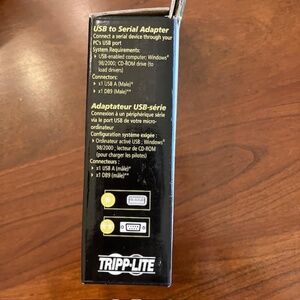 USB to Serial Adapter
Connect a serial device through your
PC's USB port
System Requirements:
▸ USB-enabled computer; Windows®
98/2000; CD-ROM drive (to
load drivers)
Connectors:
▸ x1 USB A (Male)*
▸ x1 DB9 (Male)**
Adaptateur USB-série
Connexion à un périphérique série
via le port USB de votre micro-
ordinateur
Configuration système exigée :
▸ Ordinateur activé USB ; Windows®
98/2000 ; lecteur de CD-ROM
(pour charger les pilotes)
Connecteurs :
▸ x1 USB A (mâle)*
▸ x1 DB9 (mâle)**
TRIPP-LITE